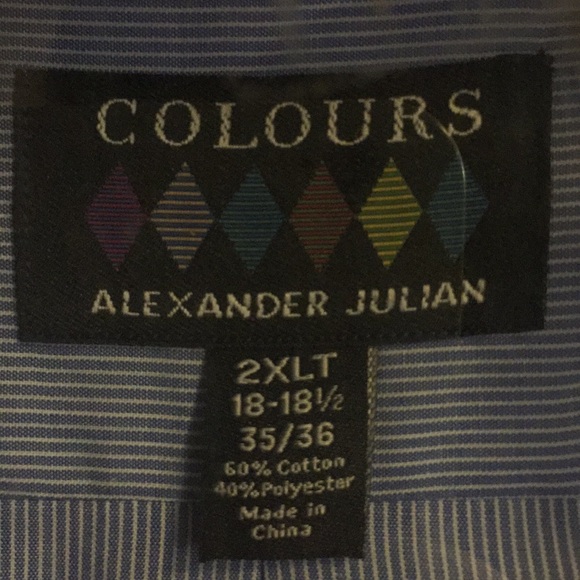 COLOURS
ALEXANDER JULIAN
2XLT
18-18½
35/36
60% Cotton
40% Polyester
Made in
China